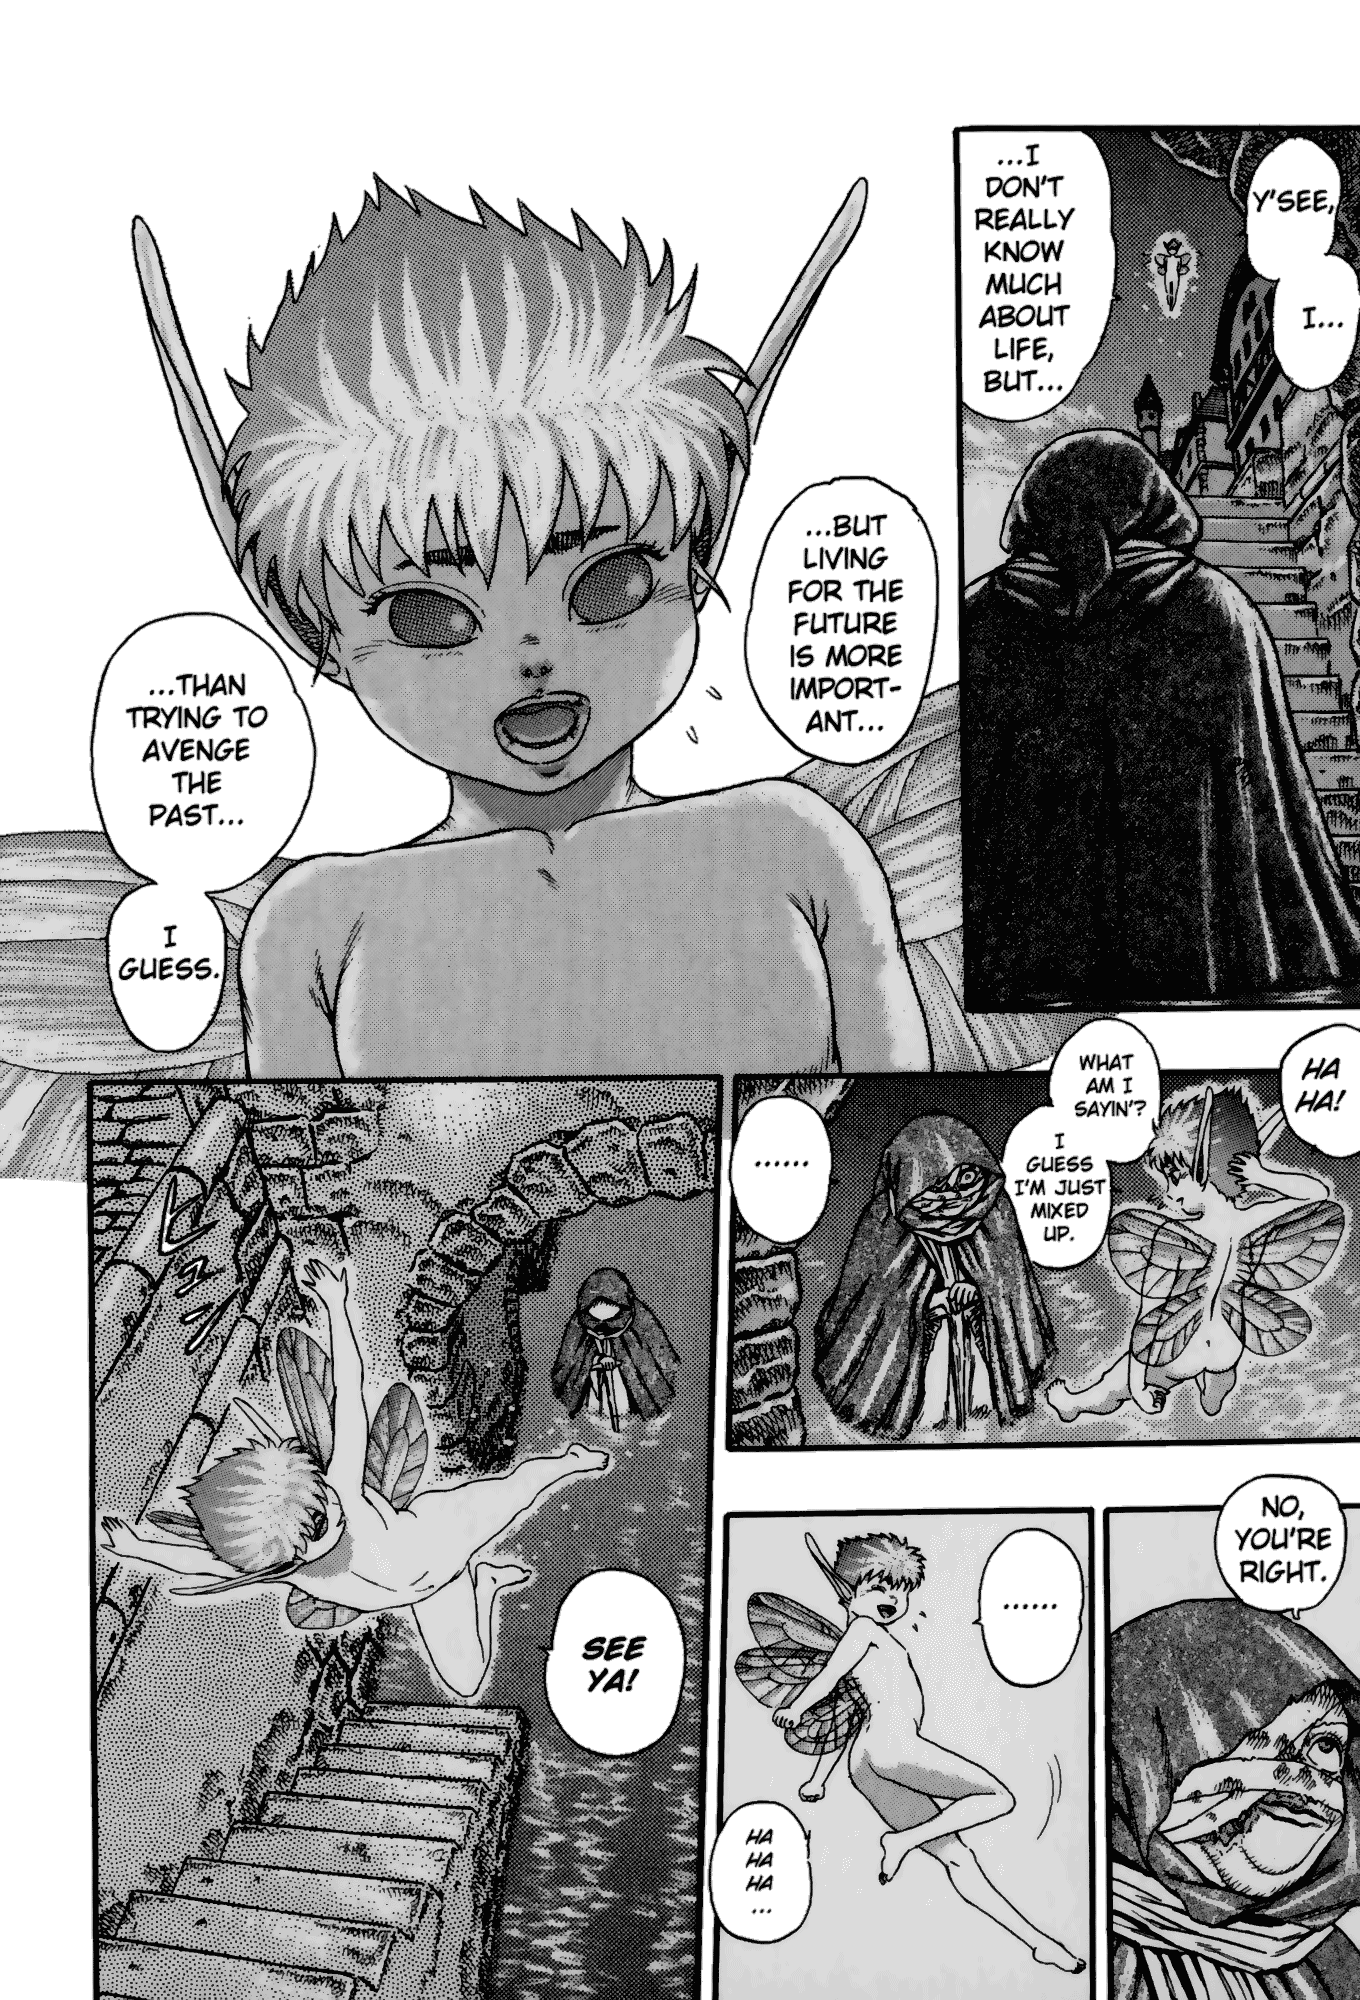 Y'SEE,
I...
...I
DON'T
REALLY
KNOW
MUCH
ABOUT
LIFE,
BUT...
...BUT
LIVING
FOR THE
FUTURE
IS MORE
IMPORT-
ANT...
...THAN
TRYING TO
AVENGE
THE
PAST...
I
GUESS.
HA
HA!
WHAT
AM I
SAYIN'?
I
GUESS
I'M JUST
MIXED
UP.
......
NO,
YOU'RE
RIGHT.
......
HA
HA
HA
...
SEE
YA!